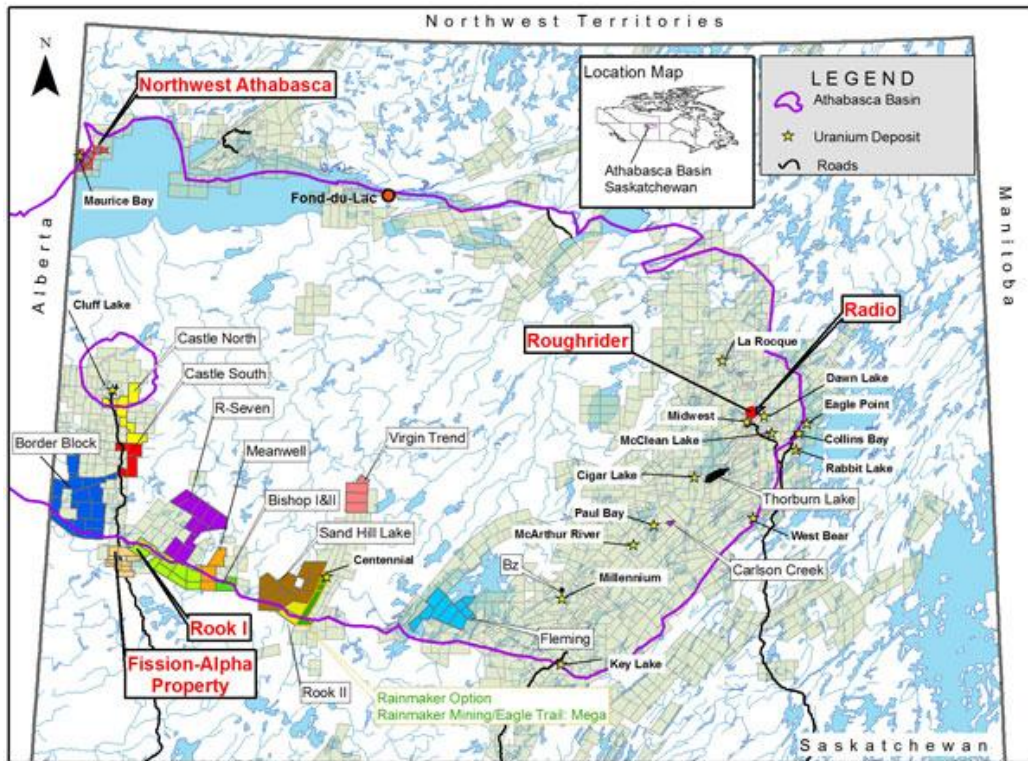 Northwest Territories
N
Northwest Athabasca
Location Map
Athabasca Basin
Saskatchewan
LEGEND
Athabasca Basin
Uranium Deposit
Roads
Maurice Bay
Fond-du-Lac
Alberta
Manitoba
Cluff Lake
Castle North
Castle South
R-Seven
Border Block
Meanwell
Virgin Trend
Bishop I&II
Sand Hill Lake
Centennial
Radio
Roughrider
La Rocque
Dawn Lake
Midwest
Eagle Point
McClean Lake
Collins Bay
Rabbit Lake
Cigar Lake
Thorburn Lake
Paul Bay
West Bear
McArthur River
Carlson Creek
Bz
Millennium
Fleming
Key Lake
Rook I
Fission-Alpha
Property
Rook II
Rainmaker Option
Rainmaker Mining/Eagle Trail: Mega
Saskatchewan